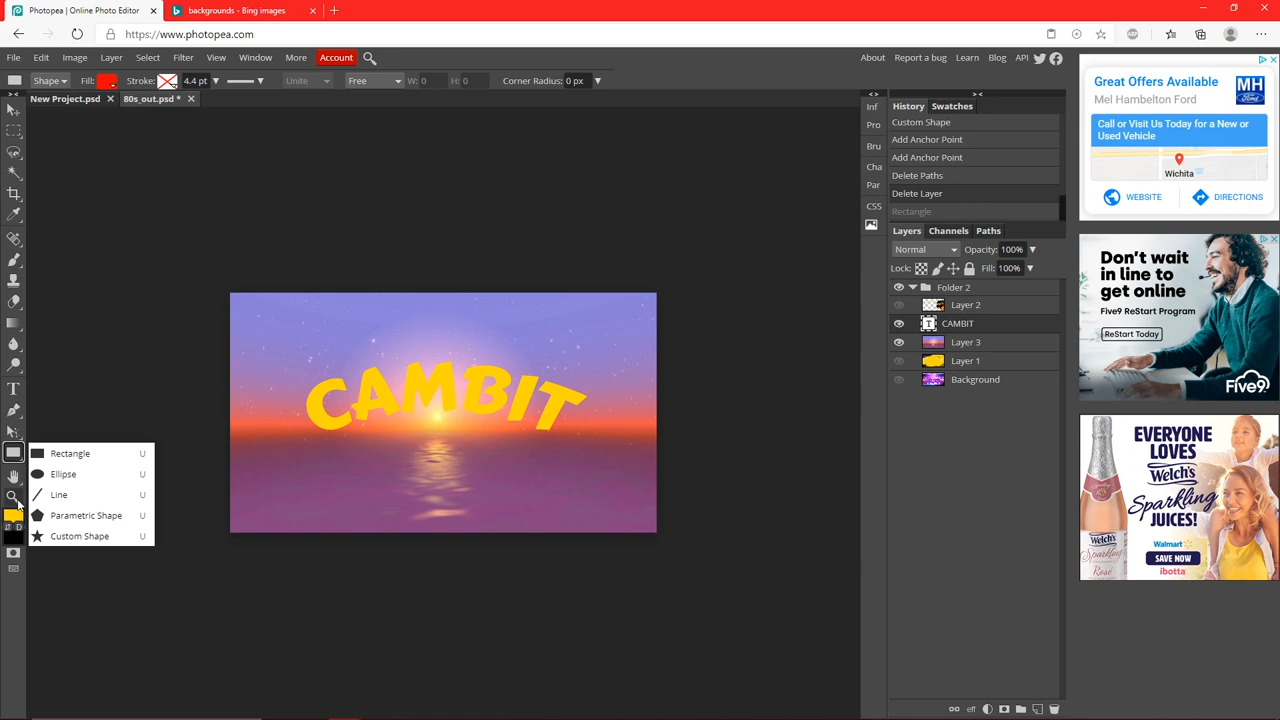 Photopea | Online Photo Editor
backgrounds - Bing images
https://www.photopea.com
File Edit Image Layer Select Filter View Window More Account
About Report a bug Learn Blog API
Shape Fill: Stroke: 4.4 pt Unite Free W: 0 H: 0 Corner Radius: 0 px
New Project.psd
80s_out.psd *
Inf
Pro
Bru
Cha
Par
CSS
History Swatches
Custom Shape
Add Anchor Point
Add Anchor Point
Delete Paths
Delete Layer
Rectangle
Layers Channels Paths
Normal Opacity: 100%
Lock: Fill: 100%
Folder 2
Layer 2
T CAMBIT
Layer 3
Layer 1
Background
eff
CAMBIT
Rectangle U
Ellipse U
Line U
Parametric Shape U
Custom Shape U
D
Great Offers Available
Mel Hambelton Ford
MH
Ford
Call or Visit Us Today for a New or
Used Vehicle
Wichita
WEBSITE DIRECTIONS
Don't wait
in line to
get online
Five9 ReStart Program
ReStart Today
Five9
EVERYONE
LOVES
Welch's
Sparkling
JUICES!
Walmart
SAVE NOW
ibotta